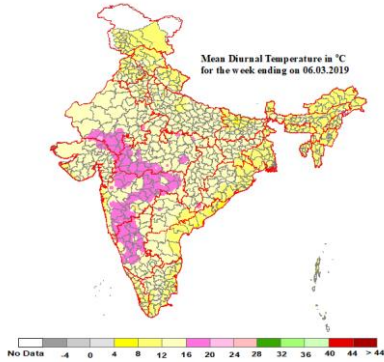 Mean Diurnal Temperature in °C
for the week ending on 06.03.2019
No Data -4 0 4 8 12 16 20 24 28 32 36 40 44 > 44